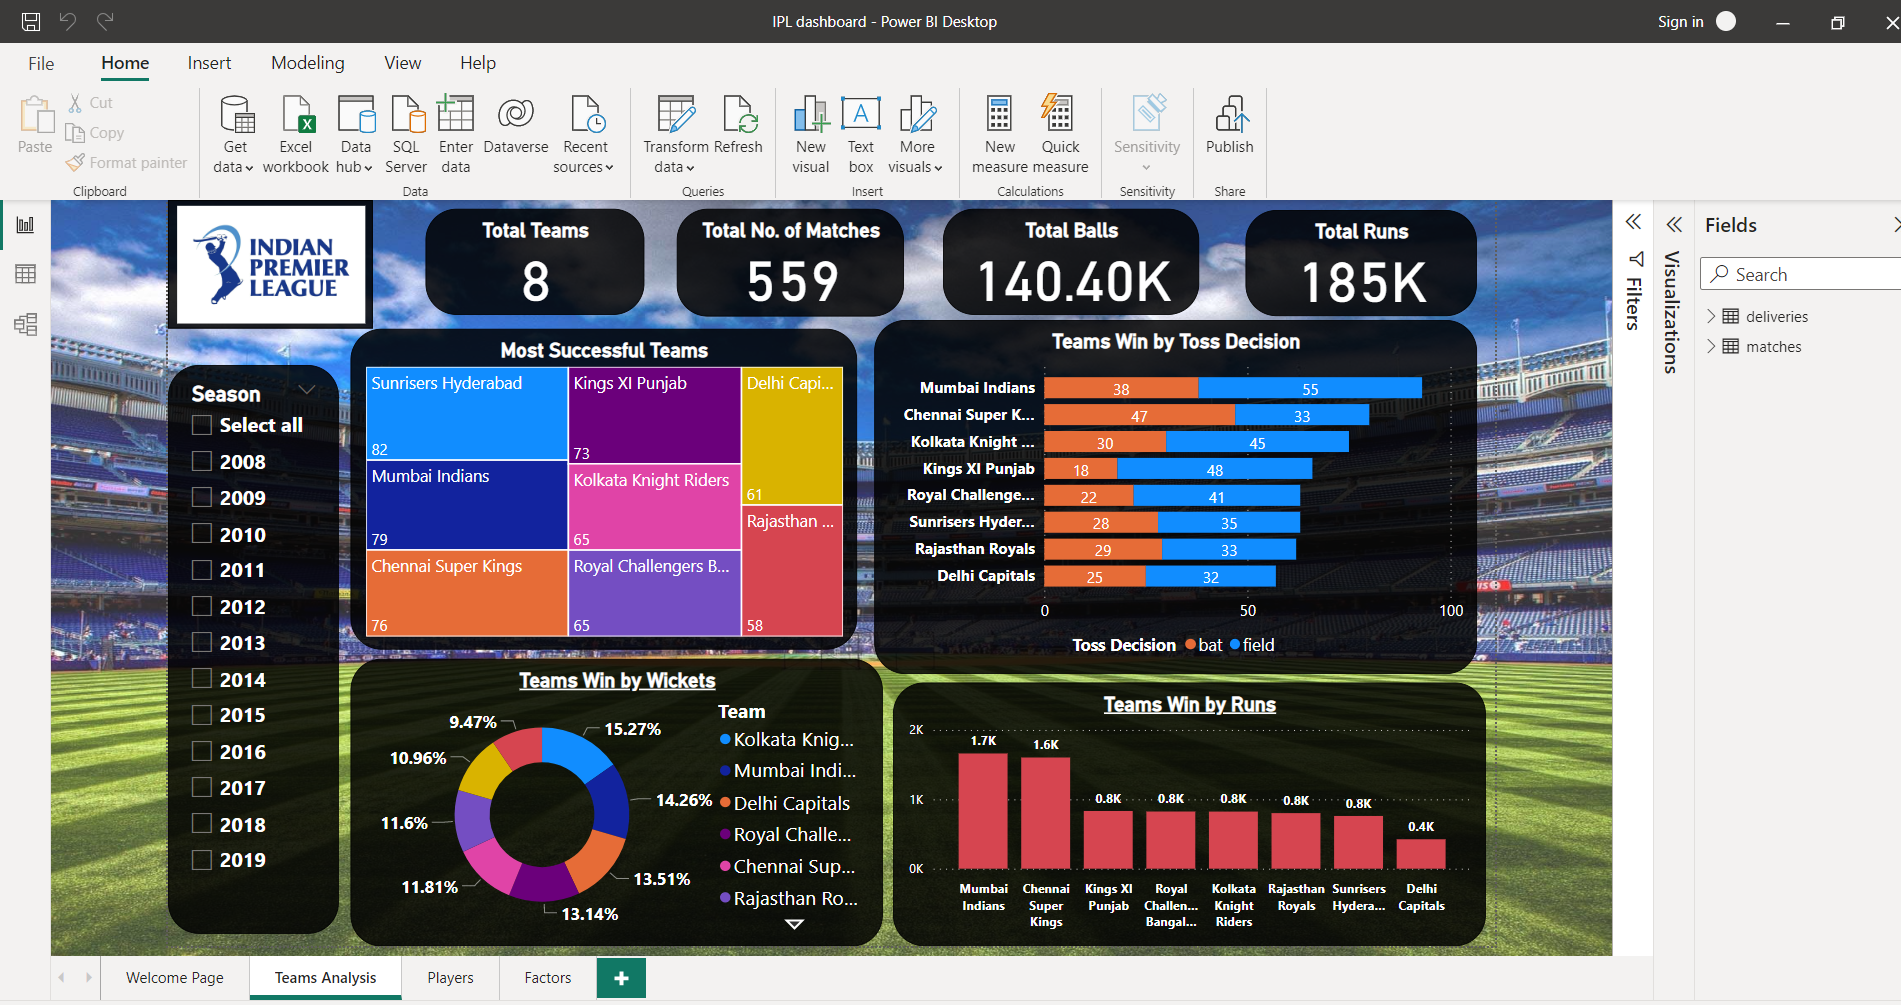 IPL dashboard - Power BI Desktop
Sign in
File
Home
Insert
Modeling
View
Help
Paste
Cut
Copy
Format painter
Clipboard
Get
data
Excel
workbook
Data
hub
SQL
Server
Enter
data
Dataverse
Recent
sources
Data
Transform
data
Refresh
Queries
New
visual
Text
box
More
visuals
Insert
New
measure
Quick
measure
Calculations
Sensitivity
Sensitivity
Publish
Share
INDIAN
PREMIER
LEAGUE
Total Teams
8
Total No. of Matches
559
Total Balls
140.40K
Total Runs
185K
Season
Select all
2008
2009
2010
2011
2012
2013
2014
2015
2016
2017
2018
2019
Most Successful Teams
Sunrisers Hyderabad
82
Mumbai Indians
79
Chennai Super Kings
76
Kings XI Punjab
73
Kolkata Knight Riders
65
Royal Challengers B...
65
Delhi Capi...
61
Rajasthan ...
58
Teams Win by Toss Decision
Mumbai Indians 38 55
Chennai Super K... 47 33
Kolkata Knight ... 30 45
Kings XI Punjab 18 48
Royal Challenge... 22 41
Sunrisers Hyder... 28 35
Rajasthan Royals 29 33
Delhi Capitals 25 32
0 50 100
Toss Decision bat field
Teams Win by Wickets
15.27%
14.26%
13.51%
13.14%
11.81%
11.6%
10.96%
9.47%
Team
Kolkata Knig...
Mumbai Indi...
Delhi Capitals
Royal Challe...
Chennai Sup...
Rajasthan Ro...
Teams Win by Runs
2K
1K
0K
1.7K
1.6K
0.8K
0.8K
0.8K
0.8K
0.8K
0.4K
Mumbai
Indians
Chennai
Super
Kings
Kings XI
Punjab
Royal
Challen...
Bangal...
Kolkata
Knight
Riders
Rajasthan
Royals
Sunrisers
Hydera...
Delhi
Capitals
Filters
Visualizations
Fields
Search
deliveries
matches
Welcome Page
Teams Analysis
Players
Factors